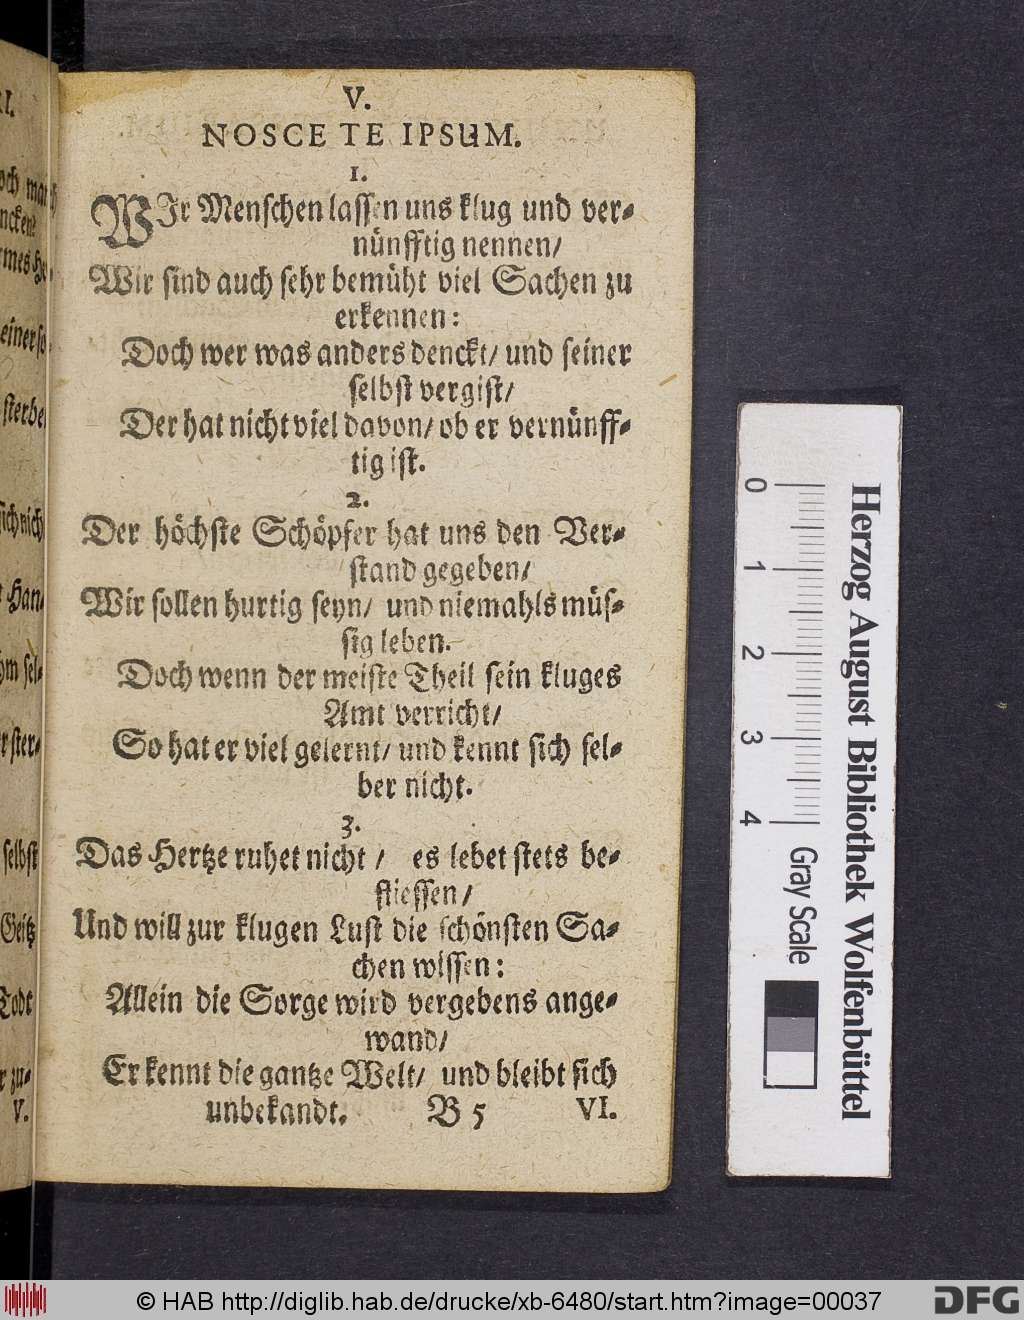 V.
NOSCE TE IPSUM.
1.
WIr Menschen lassen uns klug und ver-
nünfftig nennen/
Wir sind auch sehr bemüht viel Sachen zu
erkennen:
Doch wer was anders denckt/ und seiner
selbst vergist/
Der hat nicht viel davon/ ob er vernünff-
tig ist.
2.
Der höchste Schöpfer hat uns den Ver-
stand gegeben/
Wir sollen hurtig seyn/ und niemahls müs-
sig leben.
Doch wenn der meiste Theil sein kluges
Amt verricht/
So hat er viel gelernt/ und kennt sich sel-
ber nicht.
3.
Das Hertze ruhet nicht / es lebet stets be-
fliessen/
Und will zur klugen Lust die schönsten Sa-
chen wissen:
Allein die Sorge wird vergebens ange-
wand/
Er kennt die gantze Welt/ und bleibt sich
unbekandt. B 5 VI.
selbst
Geitz
Todt
V.
0 1 2 3 4
Gray Scale
Herzog August Bibliothek Wolfenbüttel
© HAB http://diglib.hab.de/drucke/xb-6480/start.htm?image=00037
DFG